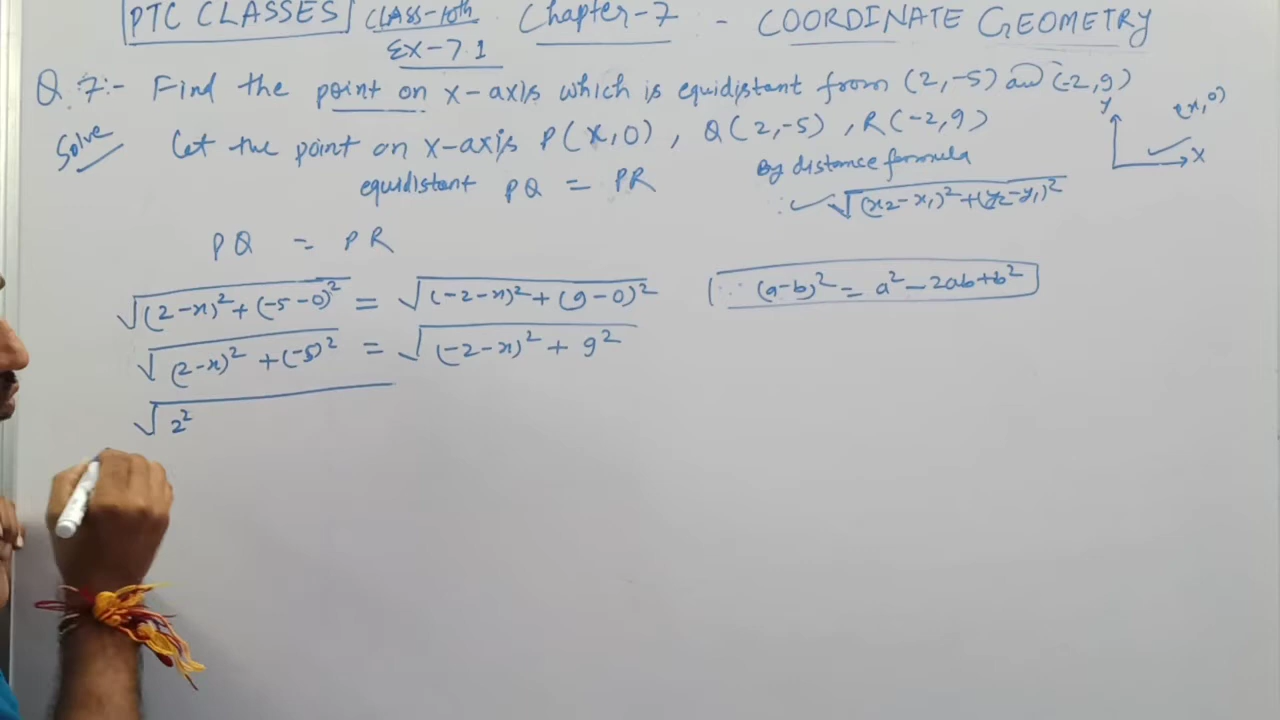 PTC CLASSES CLASS-10th Chapter-7 - COORDINATE GEOMETRY
EX-7.1
Q.7:- Find the point on x-axis which is equidistant from (2,-5) and (-2,9)
Solve Let the point on x-axis P(x,0), Q(2,-5), R(-2,9)
equidistant PQ = PR
By distance formula
∴ √(x₂-x₁)²+(y₂-y₁)²
y
(x,0)
x
PQ = PR
√(2-x)²+(-5-0)² = √(-2-x)²+(9-0)²
∵ (a-b)² = a²-2ab+b²
√(2-x)²+(-5)² = √(-2-x)²+9²
√2²